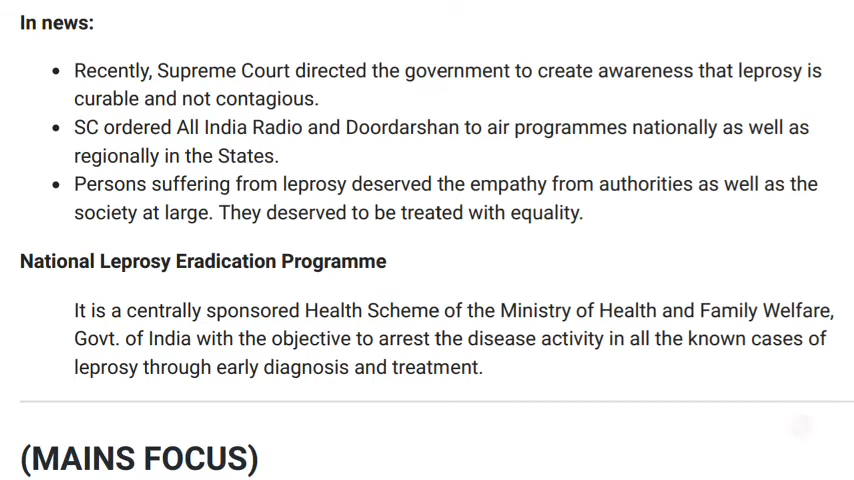 In news:
• Recently, Supreme Court directed the government to create awareness that leprosy is
curable and not contagious.
• SC ordered All India Radio and Doordarshan to air programmes nationally as well as
regionally in the States.
• Persons suffering from leprosy deserved the empathy from authorities as well as the
society at large. They deserved to be treated with equality.
National Leprosy Eradication Programme
It is a centrally sponsored Health Scheme of the Ministry of Health and Family Welfare,
Govt. of India with the objective to arrest the disease activity in all the known cases of
leprosy through early diagnosis and treatment.
(MAINS FOCUS)